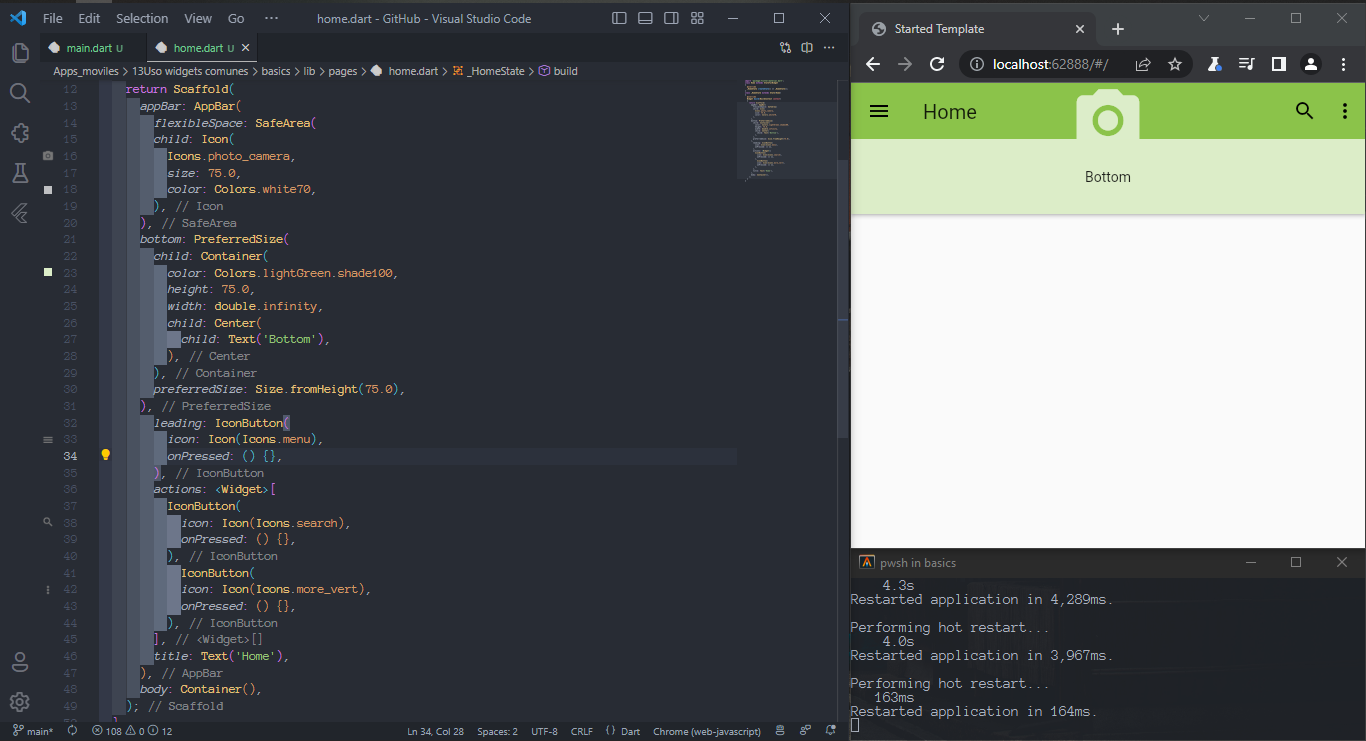 File Edit Selection View Go ··· home.dart - GitHub - Visual Studio Code
main.dart U home.dart U
Apps_moviles > 13Uso widgets comunes > basics > lib > pages > home.dart > _HomeState > build
12 return Scaffold(
13 appBar: AppBar(
14 flexibleSpace: SafeArea(
15 child: Icon(
16 Icons.photo_camera,
17 size: 75.0,
18 color: Colors.white70,
19 ), // Icon
20 ), // SafeArea
21 bottom: PreferredSize(
22 child: Container(
23 color: Colors.lightGreen.shade100,
24 height: 75.0,
25 width: double.infinity,
26 child: Center(
27 child: Text('Bottom'),
28 ), // Center
29 ), // Container
30 preferredSize: Size.fromHeight(75.0),
31 ), // PreferredSize
32 leading: IconButton(
33 icon: Icon(Icons.menu),
34 onPressed: () {},
35 ), // IconButton
36 actions: <Widget>[
37 IconButton(
38 icon: Icon(Icons.search),
39 onPressed: () {},
40 ), // IconButton
41 IconButton(
42 icon: Icon(Icons.more_vert),
43 onPressed: () {},
44 ), // IconButton
45 ], // <Widget>[]
46 title: Text('Home'),
47 ), // AppBar
48 body: Container(),
49 ); // Scaffold
main* 108 0 12 Ln 34, Col 28 Spaces: 2 UTF-8 CRLF {} Dart Chrome (web-javascript)
Started Template
localhost:62888/#/
Home
Bottom
pwsh in basics
4.3s
Restarted application in 4,289ms.
Performing hot restart...
4.0s
Restarted application in 3,967ms.
Performing hot restart...
163ms
Restarted application in 164ms.